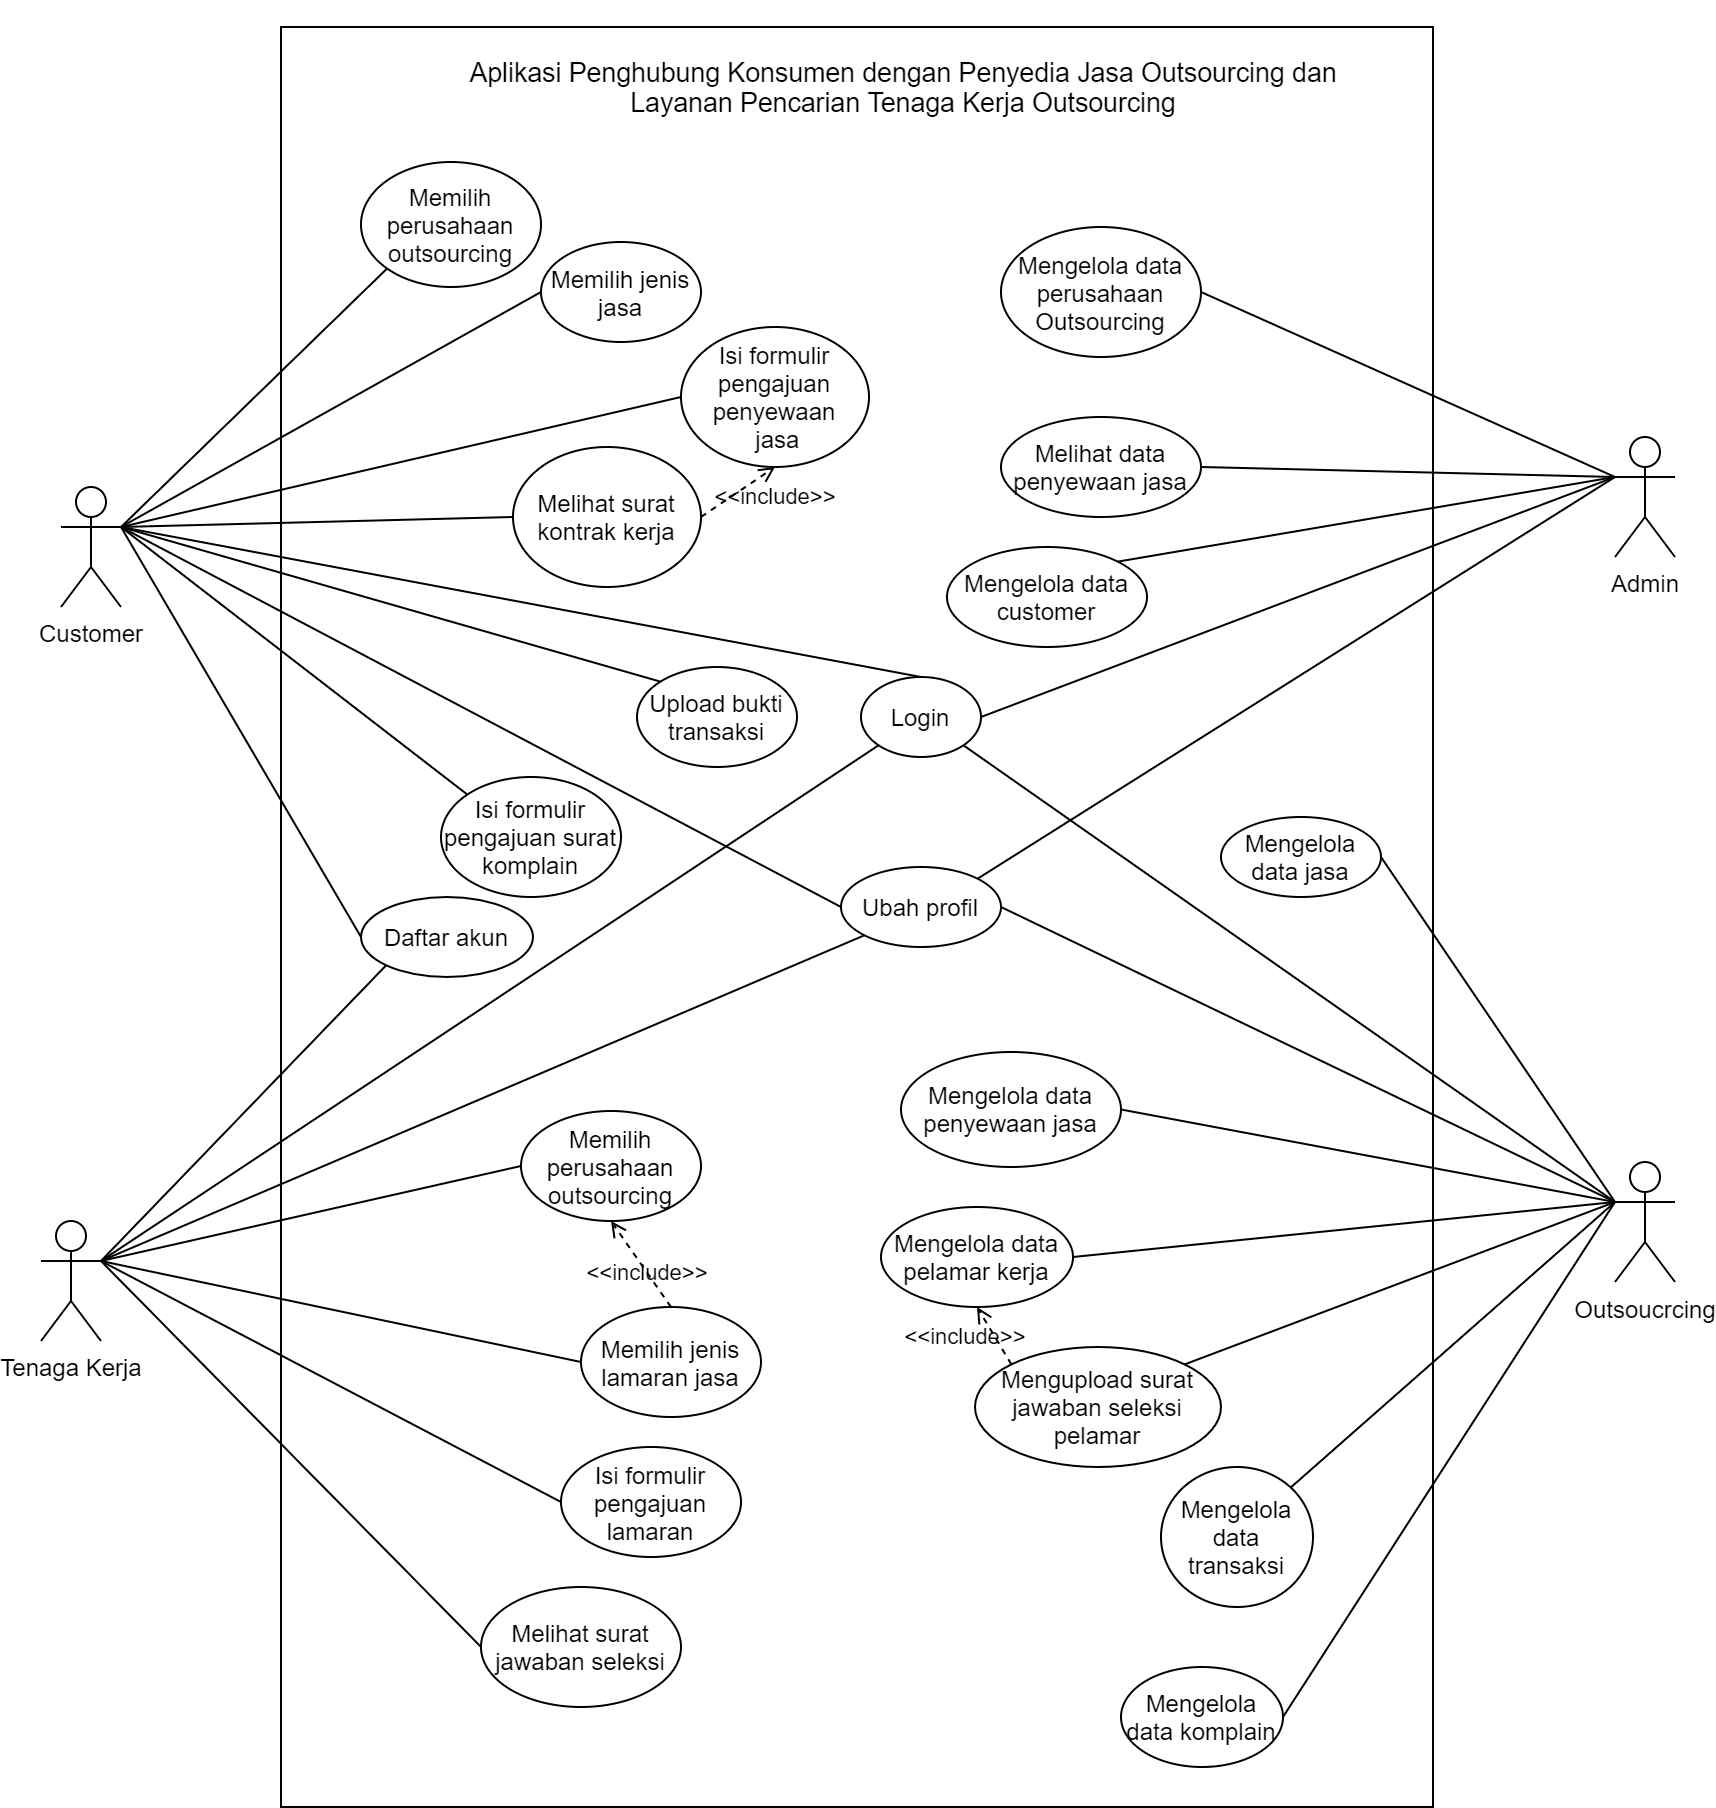 Aplikasi Penghubung Konsumen dengan Penyedia Jasa Outsourcing dan
Layanan Pencarian Tenaga Kerja Outsourcing
Memilih
perusahaan
outsourcing
Memilih jenis
jasa
Isi formulir
pengajuan
penyewaan
jasa
Melihat surat
kontrak kerja
<<include>>
Mengelola data
perusahaan
Outsourcing
Melihat data
penyewaan jasa
Mengelola data
customer
Customer
Admin
Upload bukti
transaksi
Login
Isi formulir
pengajuan surat
komplain
Daftar akun
Ubah profil
Mengelola
data jasa
Memilih
perusahaan
outsourcing
<<include>>
Memilih jenis
lamaran jasa
Isi formulir
pengajuan
lamaran
Melihat surat
jawaban seleksi
Tenaga Kerja
Mengelola data
penyewaan jasa
Mengelola data
pelamar kerja
<<include>>
Mengupload surat
jawaban seleksi
pelamar
Mengelola
data
transaksi
Mengelola
data komplain
Outsoucrcing